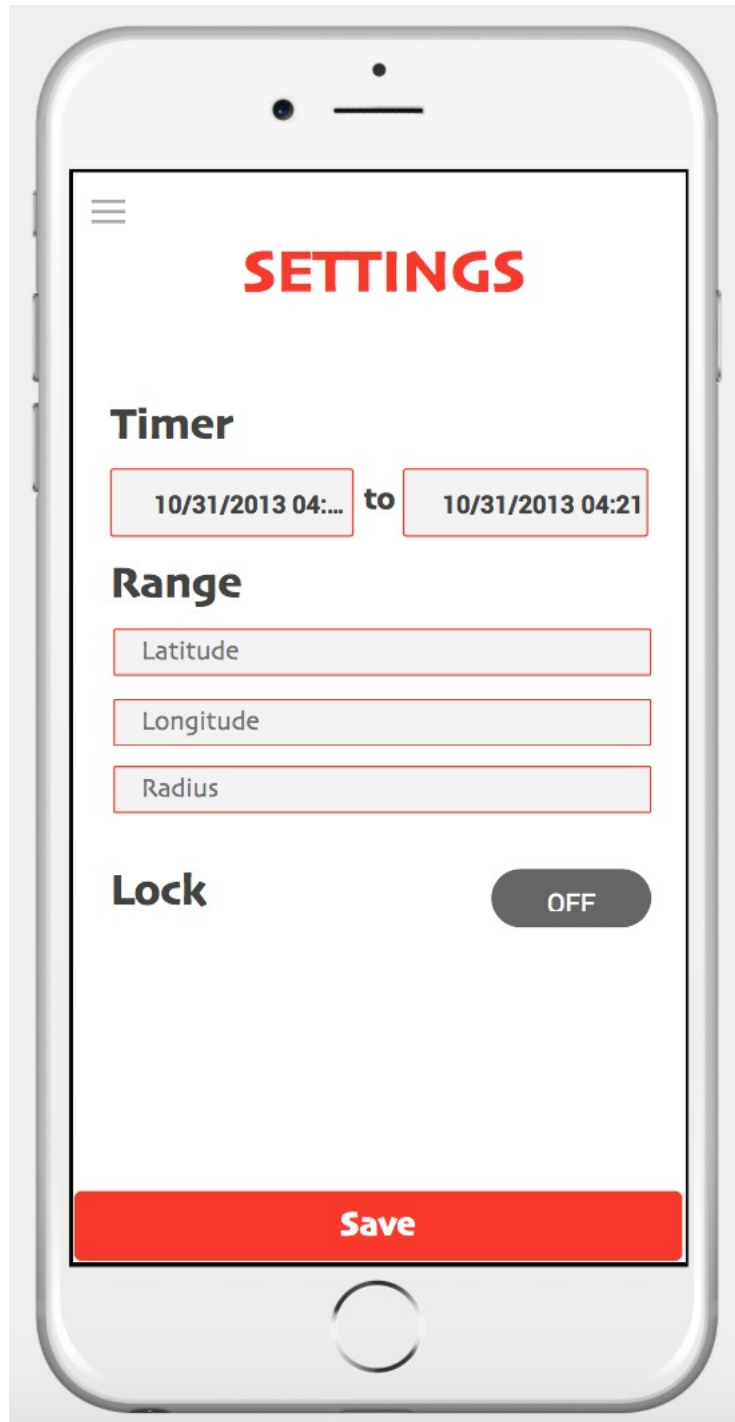 SETTINGS
Timer
10/31/2013 04:... to 10/31/2013 04:21
Range
Latitude
Longitude
Radius
Lock OFF
Save